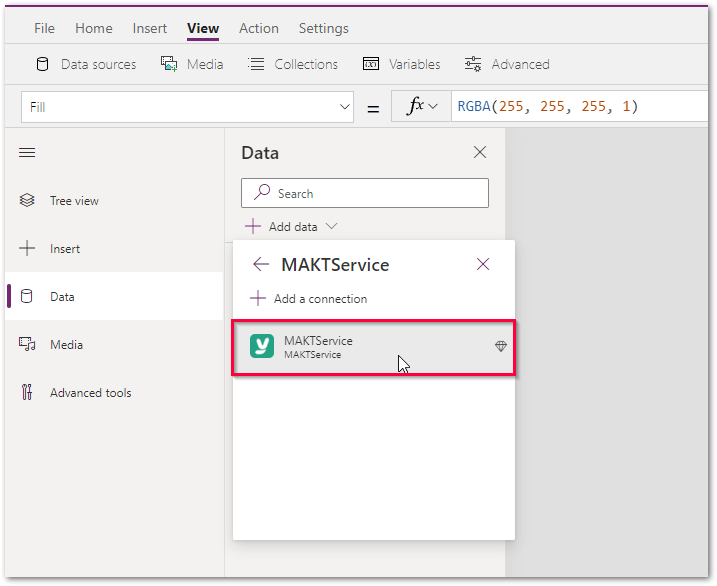 File Home Insert View Action Settings
Data sources Media Collections Variables Advanced
Fill = fx RGBA(255, 255, 255, 1)
Data
Search
Add data
Tree view
Insert
Data
Media
Advanced tools
MAKTService
Add a connection
MAKTService
MAKTService